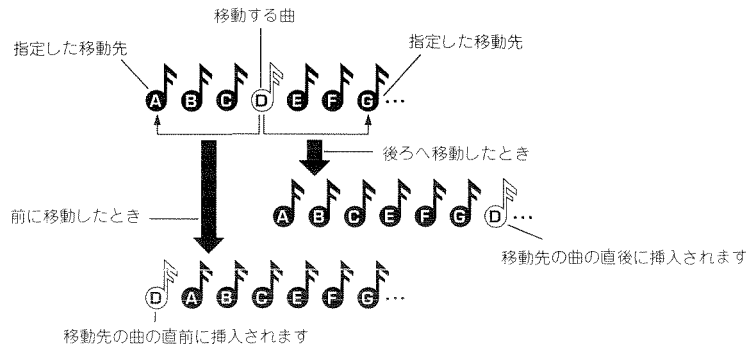 移動する曲
指定した移動先
指定した移動先
A B C D E F G…
後ろへ移動したとき
前に移動したとき
A B C E F G D…
移動先の曲の直後に挿入されます
D A B C E F G…
移動先の曲の直前に挿入されます